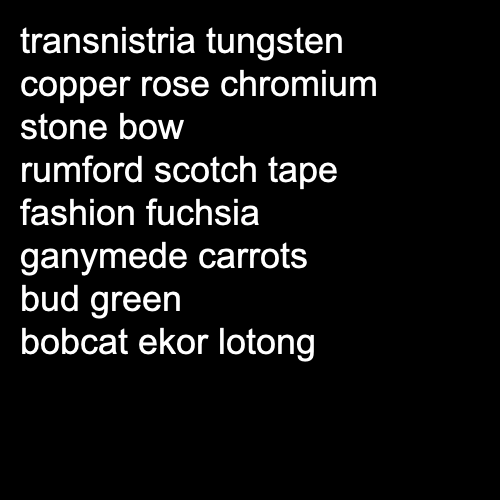 transnistria tungsten
copper rose chromium
stone bow
rumford scotch tape
fashion fuchsia
ganymede carrots
bud green
bobcat ekor lotong